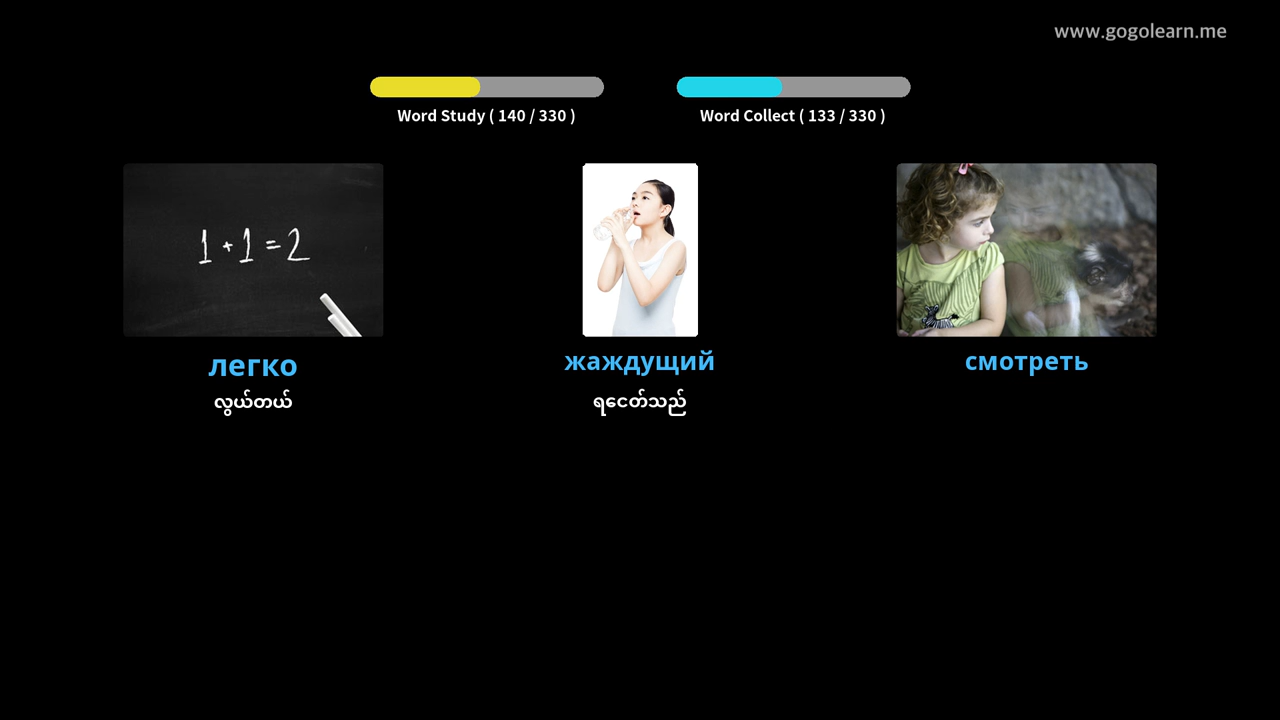 www.gogolearn.me
Word Study ( 140 / 330 )
Word Collect ( 133 / 330 )
1 + 1 = 2
легко
жаждущий
смотреть
လွယ်တယ်
ရငေတ်သည်